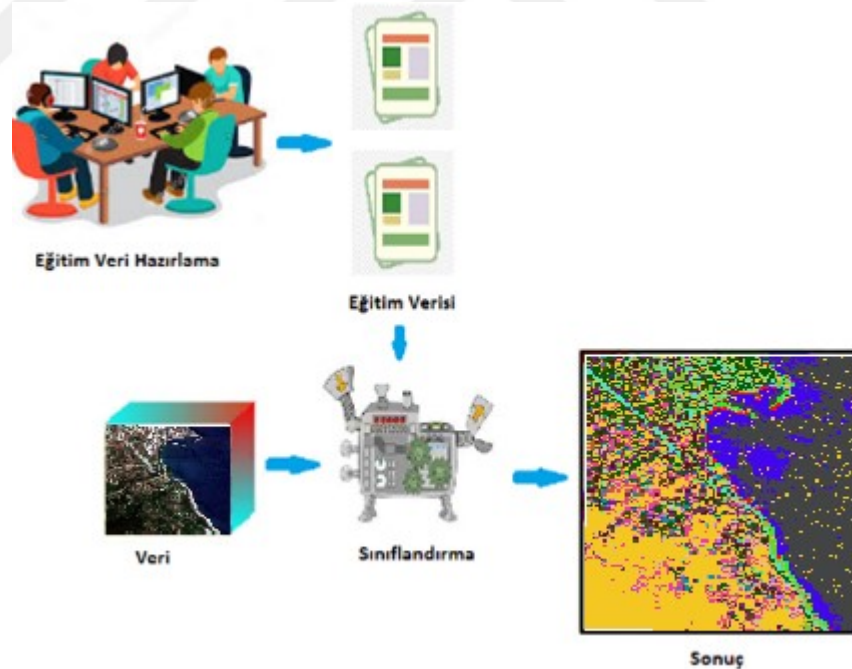 Eğitim Veri Hazırlama
Eğitim Verisi
Veri
Sınıflandırma
Sonuç